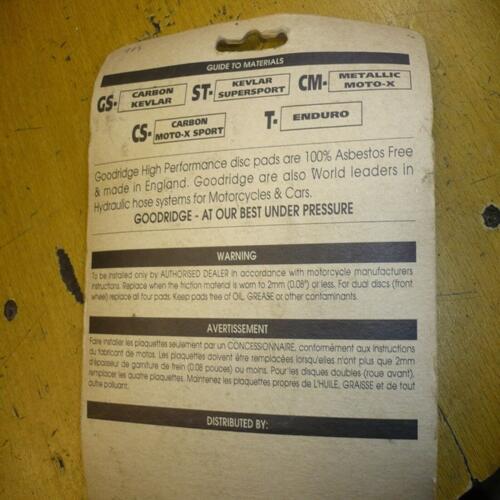 GUIDE TO MATERIALS
GS- CARBON KEVLAR ST- KEVLAR SUPERSPORT CM- METALLIC MOTO-X
CS- CARBON MOTO-X SPORT T- ENDURO
Goodridge High Performance disc pads are 100% Asbestos Free
& made in England. Goodridge are also World leaders in
Hydraulic hose systems for Motorcycles & Cars.
GOODRIDGE - AT OUR BEST UNDER PRESSURE
WARNING
To be installed only by AUTHORISED DEALER in accordance with motorcycle manufacturers
instructions. Replace when the friction material is worn to 2mm (0.08") or less. For dual discs (front
wheel) replace all four pads. Keep pads free of OIL, GREASE or other contaminants.
AVERTISSEMENT
Faire installer les plaquettes seulement par un CONCESSIONNAIRE, conformément aux instructions
du fabricant de motos. Les plaquettes doivent être remplacées lorsqu'elles n'ont plus que 2mm
d'épaisseur de garniture de frein (0.08 pouces) ou moins. Pour les disques doubles (roue avant),
remplacer les quatre plaquettes. Maintenez les plaquettes propres de L'HUILE, GRAISSE et de tout
autre polluant.
DISTRIBUTED BY: